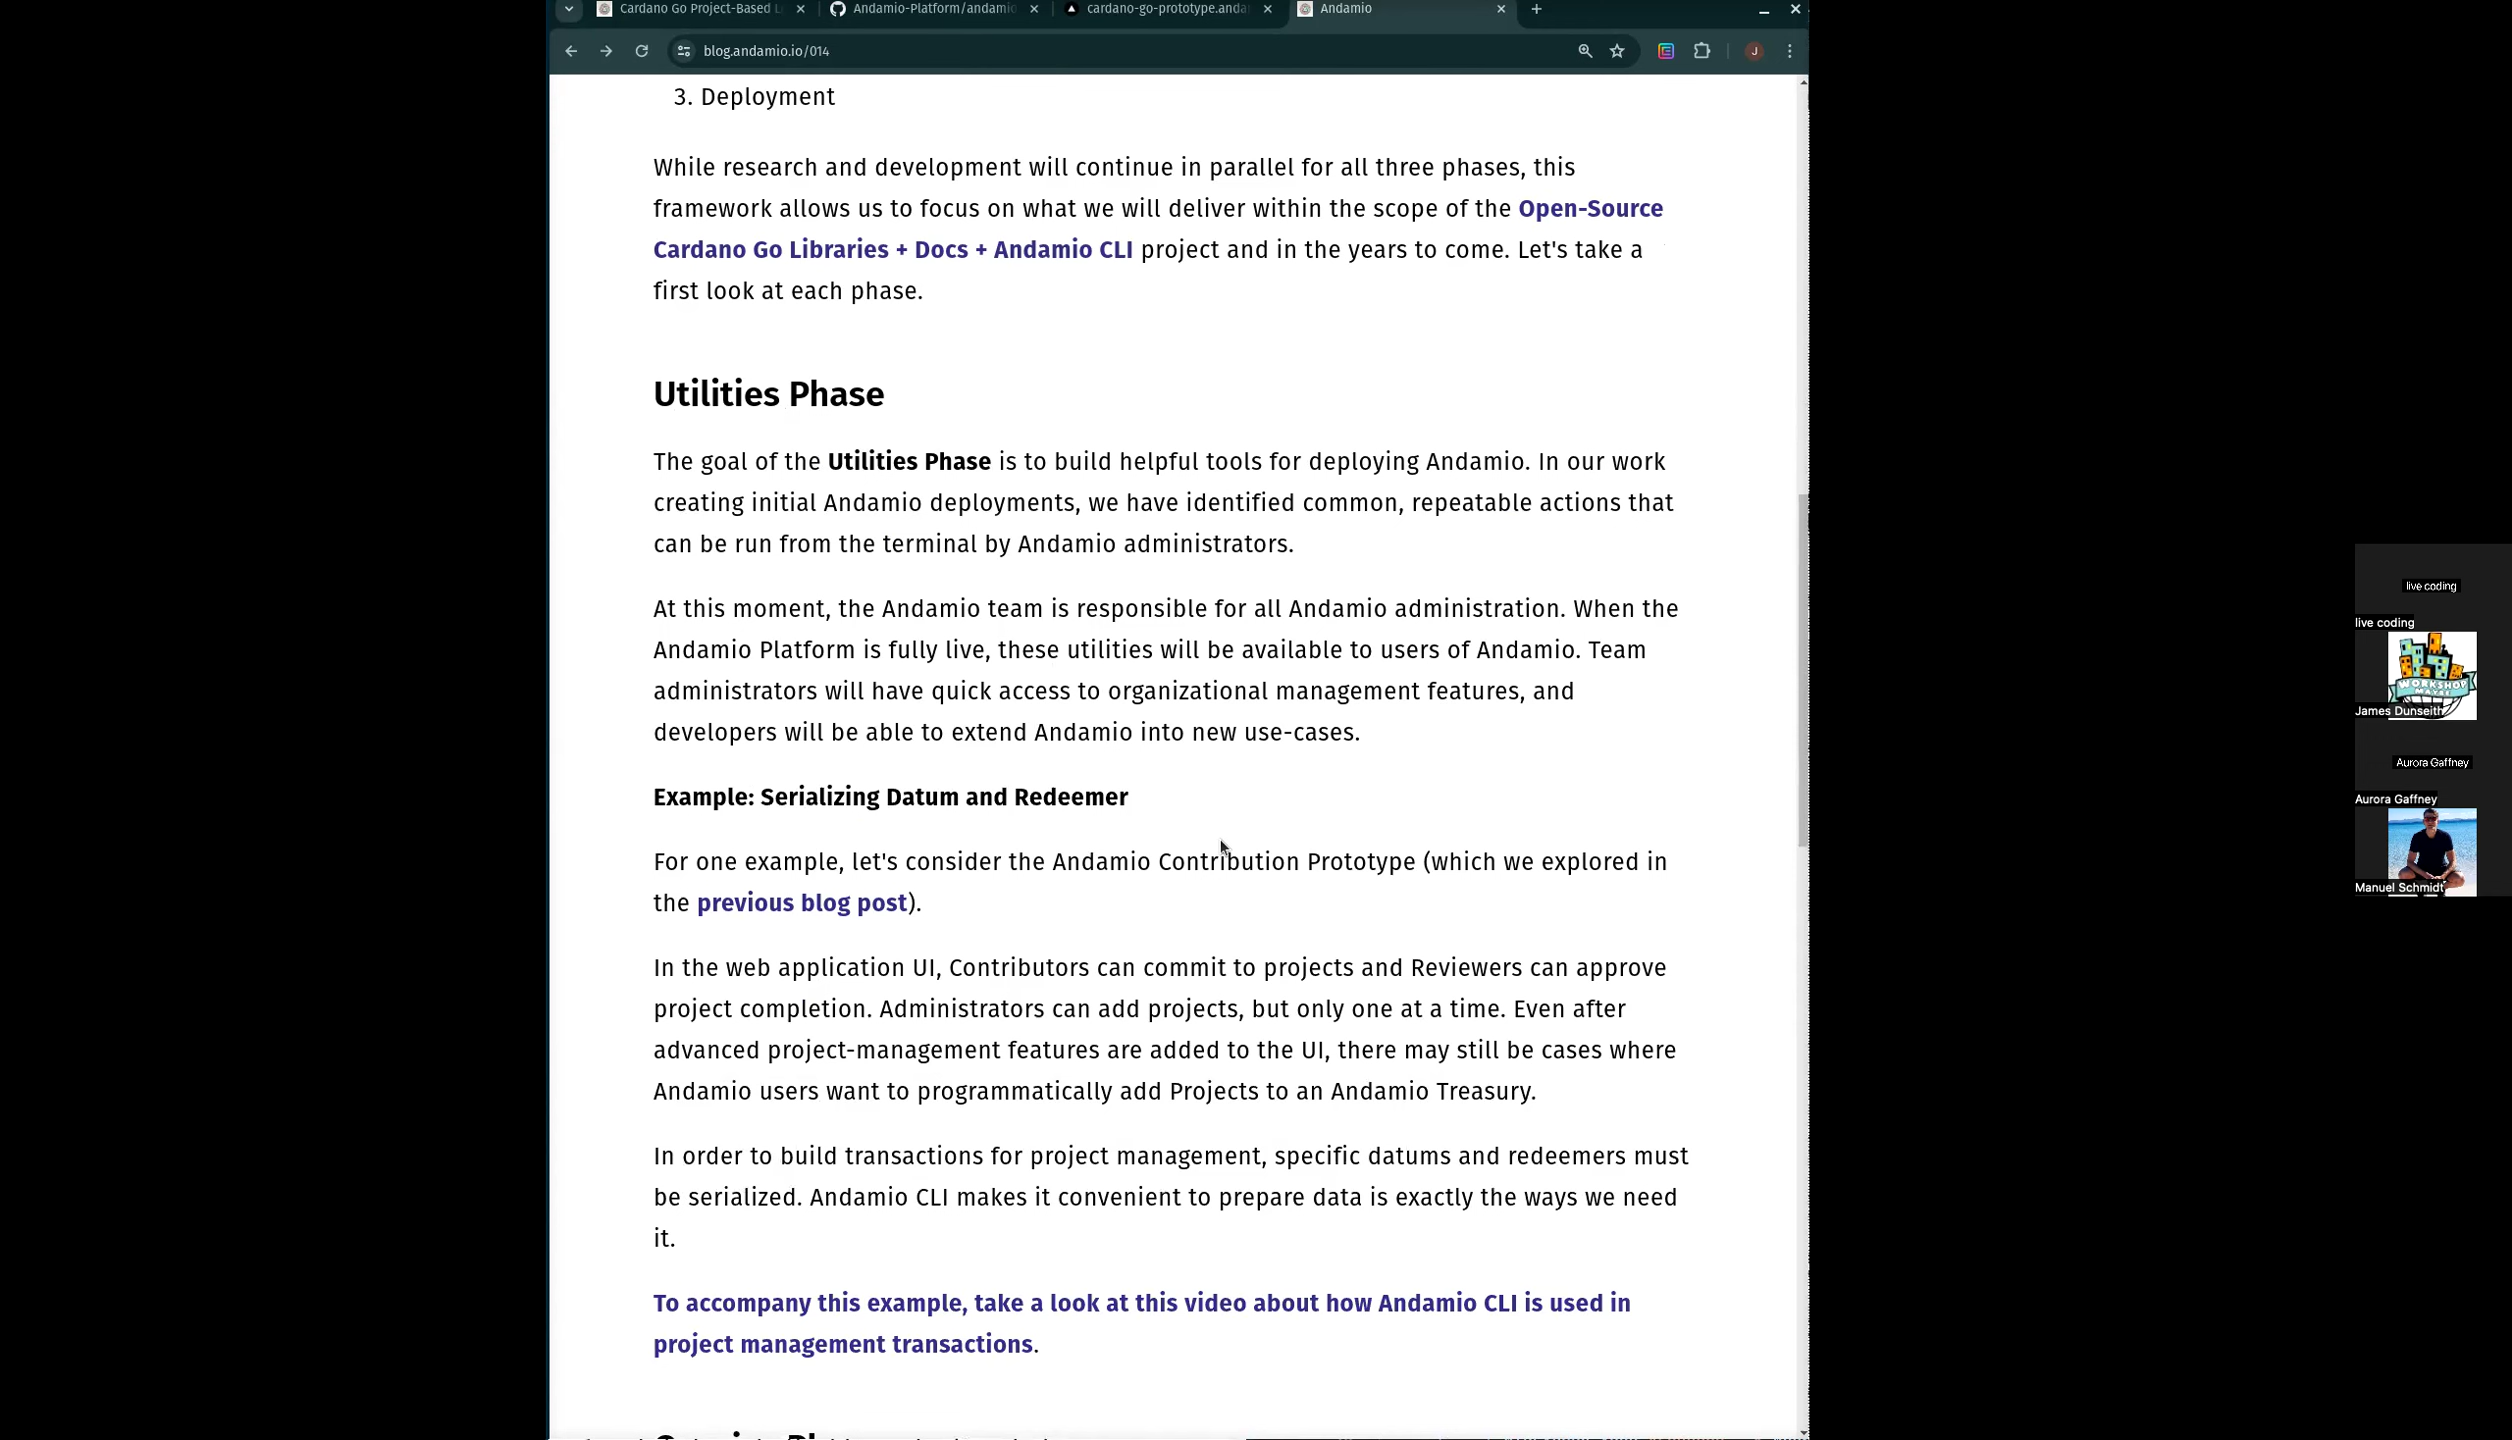 Cardano Go Project-Based L
Andamio-Platform/andamio
cardano-go-prototype.anda
Andamio
blog.andamio.io/014
J
3. Deployment
While research and development will continue in parallel for all three phases, this
framework allows us to focus on what we will deliver within the scope of the Open-Source
Cardano Go Libraries + Docs + Andamio CLI project and in the years to come. Let's take a
first look at each phase.
Utilities Phase
The goal of the Utilities Phase is to build helpful tools for deploying Andamio. In our work
creating initial Andamio deployments, we have identified common, repeatable actions that
can be run from the terminal by Andamio administrators.
At this moment, the Andamio team is responsible for all Andamio administration. When the
Andamio Platform is fully live, these utilities will be available to users of Andamio. Team
administrators will have quick access to organizational management features, and
developers will be able to extend Andamio into new use-cases.
Example: Serializing Datum and Redeemer
For one example, let's consider the Andamio Contribution Prototype (which we explored in
the previous blog post).
In the web application UI, Contributors can commit to projects and Reviewers can approve
project completion. Administrators can add projects, but only one at a time. Even after
advanced project-management features are added to the UI, there may still be cases where
Andamio users want to programmatically add Projects to an Andamio Treasury.
In order to build transactions for project management, specific datums and redeemers must
be serialized. Andamio CLI makes it convenient to prepare data is exactly the ways we need
it.
To accompany this example, take a look at this video about how Andamio CLI is used in
project management transactions.
live coding
live coding
WORKSHOP
MAYBE
James Dunseith
Aurora Gaffney
Aurora Gaffney
Manuel Schmidt